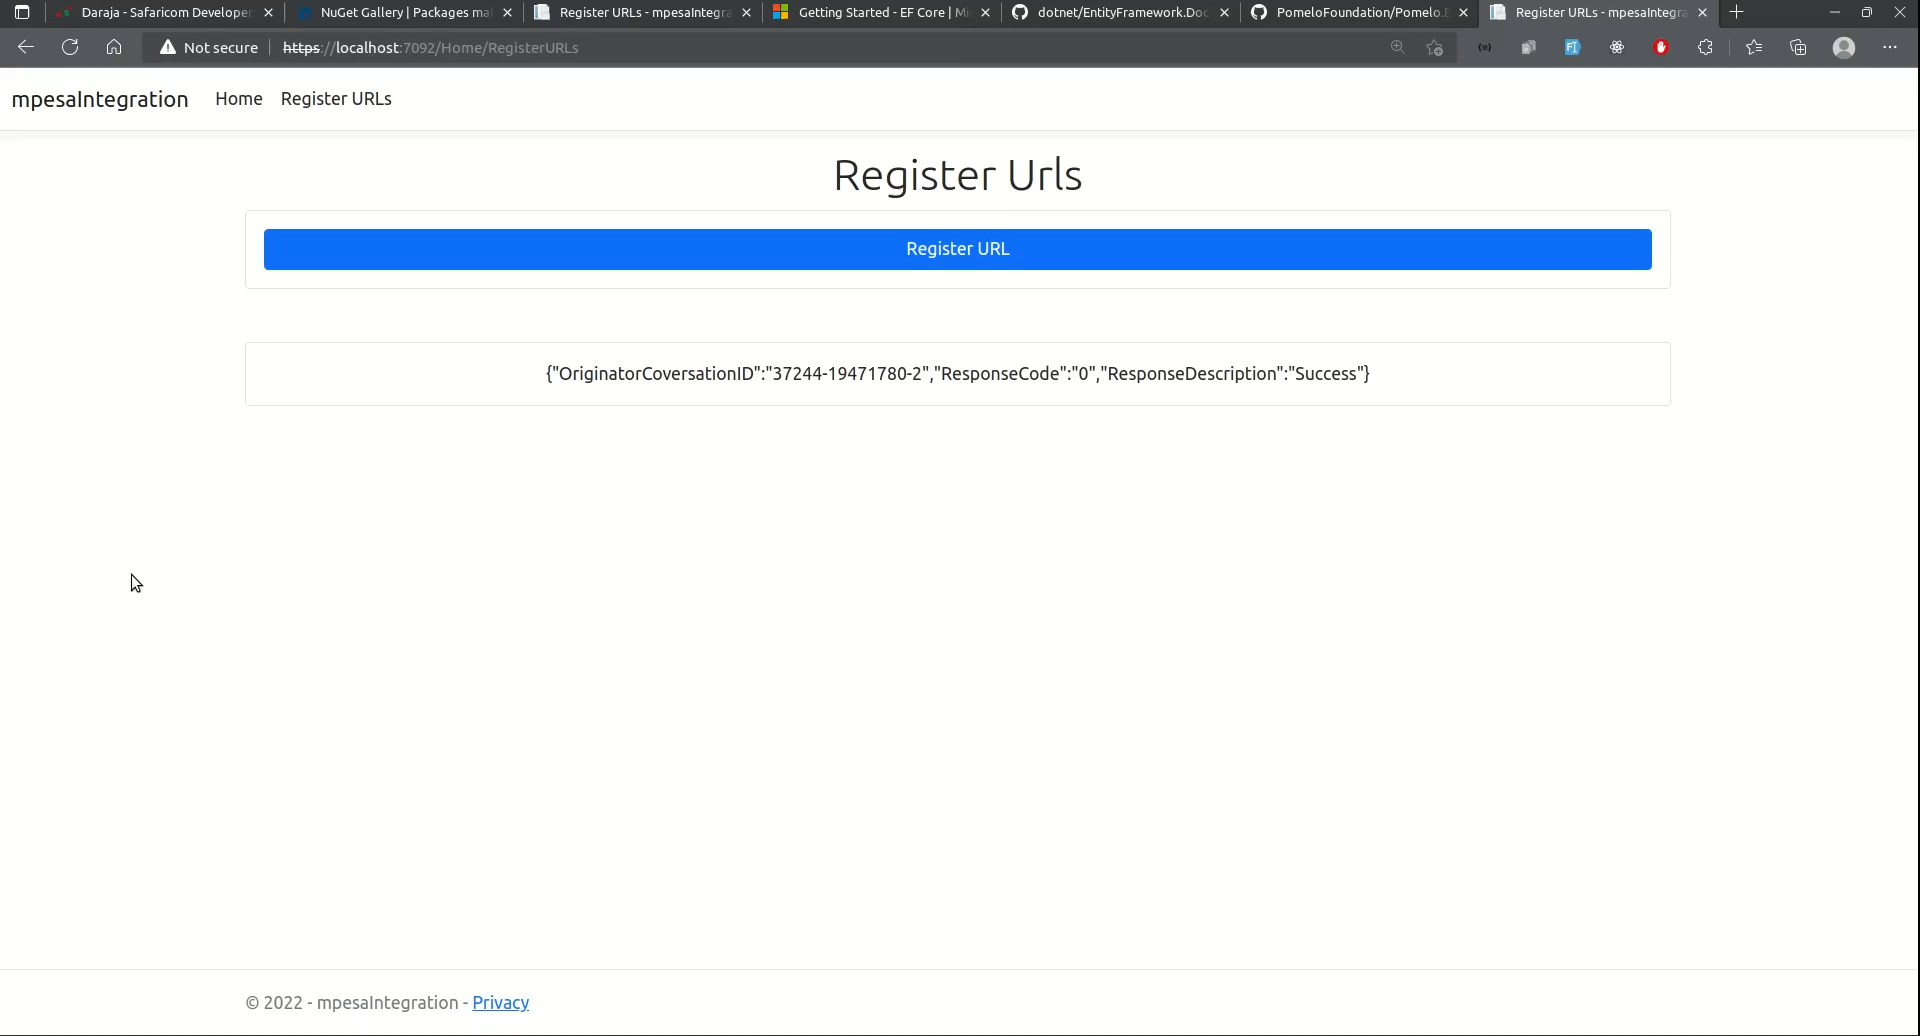 Daraja - Safaricom Developer
NuGet Gallery | Packages ma
Register URLs - mpesaIntegra
Getting Started - EF Core | Mi
dotnet/EntityFramework.Doc
PomeloFoundation/Pomelo.E
Register URLs - mpesaIntegra
Not secure
https://localhost:7092/Home/RegisterURLs
mpesaIntegration Home Register URLs
Register Urls
Register URL
{"OriginatorCoversationID":"37244-19471780-2","ResponseCode":"0","ResponseDescription":"Success"}
© 2022 - mpesaIntegration - Privacy